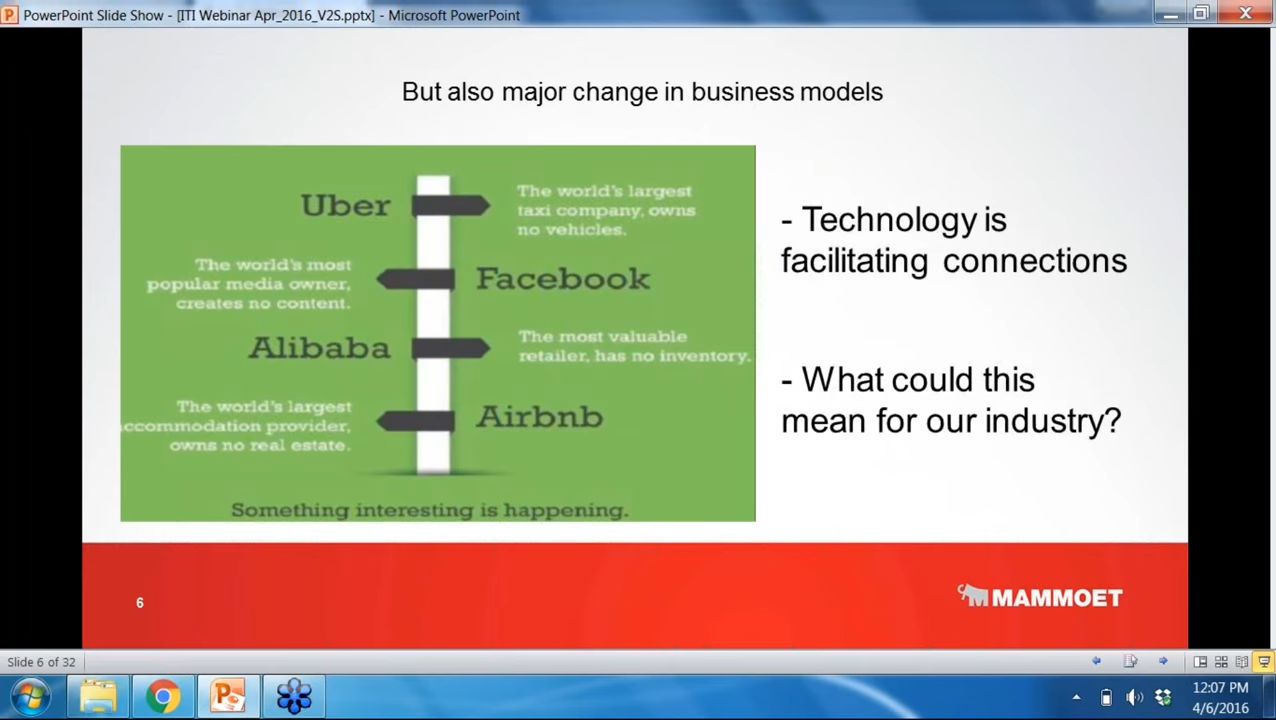 PowerPoint Slide Show - [ITI Webinar Apr_2016_V2S.pptx] - Microsoft PowerPoint
But also major change in business models
Uber
The world's largest
taxi company, owns
no vehicles.
The world's most
popular media owner,
creates no content.
Facebook
Alibaba
The most valuable
retailer, has no inventory.
The world's largest
ccommodation provider,
owns no real estate.
Airbnb
Something interesting is happening.
- Technology is
facilitating connections
- What could this
mean for our industry?
6
MAMMOET
Slide 6 of 32
12:07 PM
4/6/2016